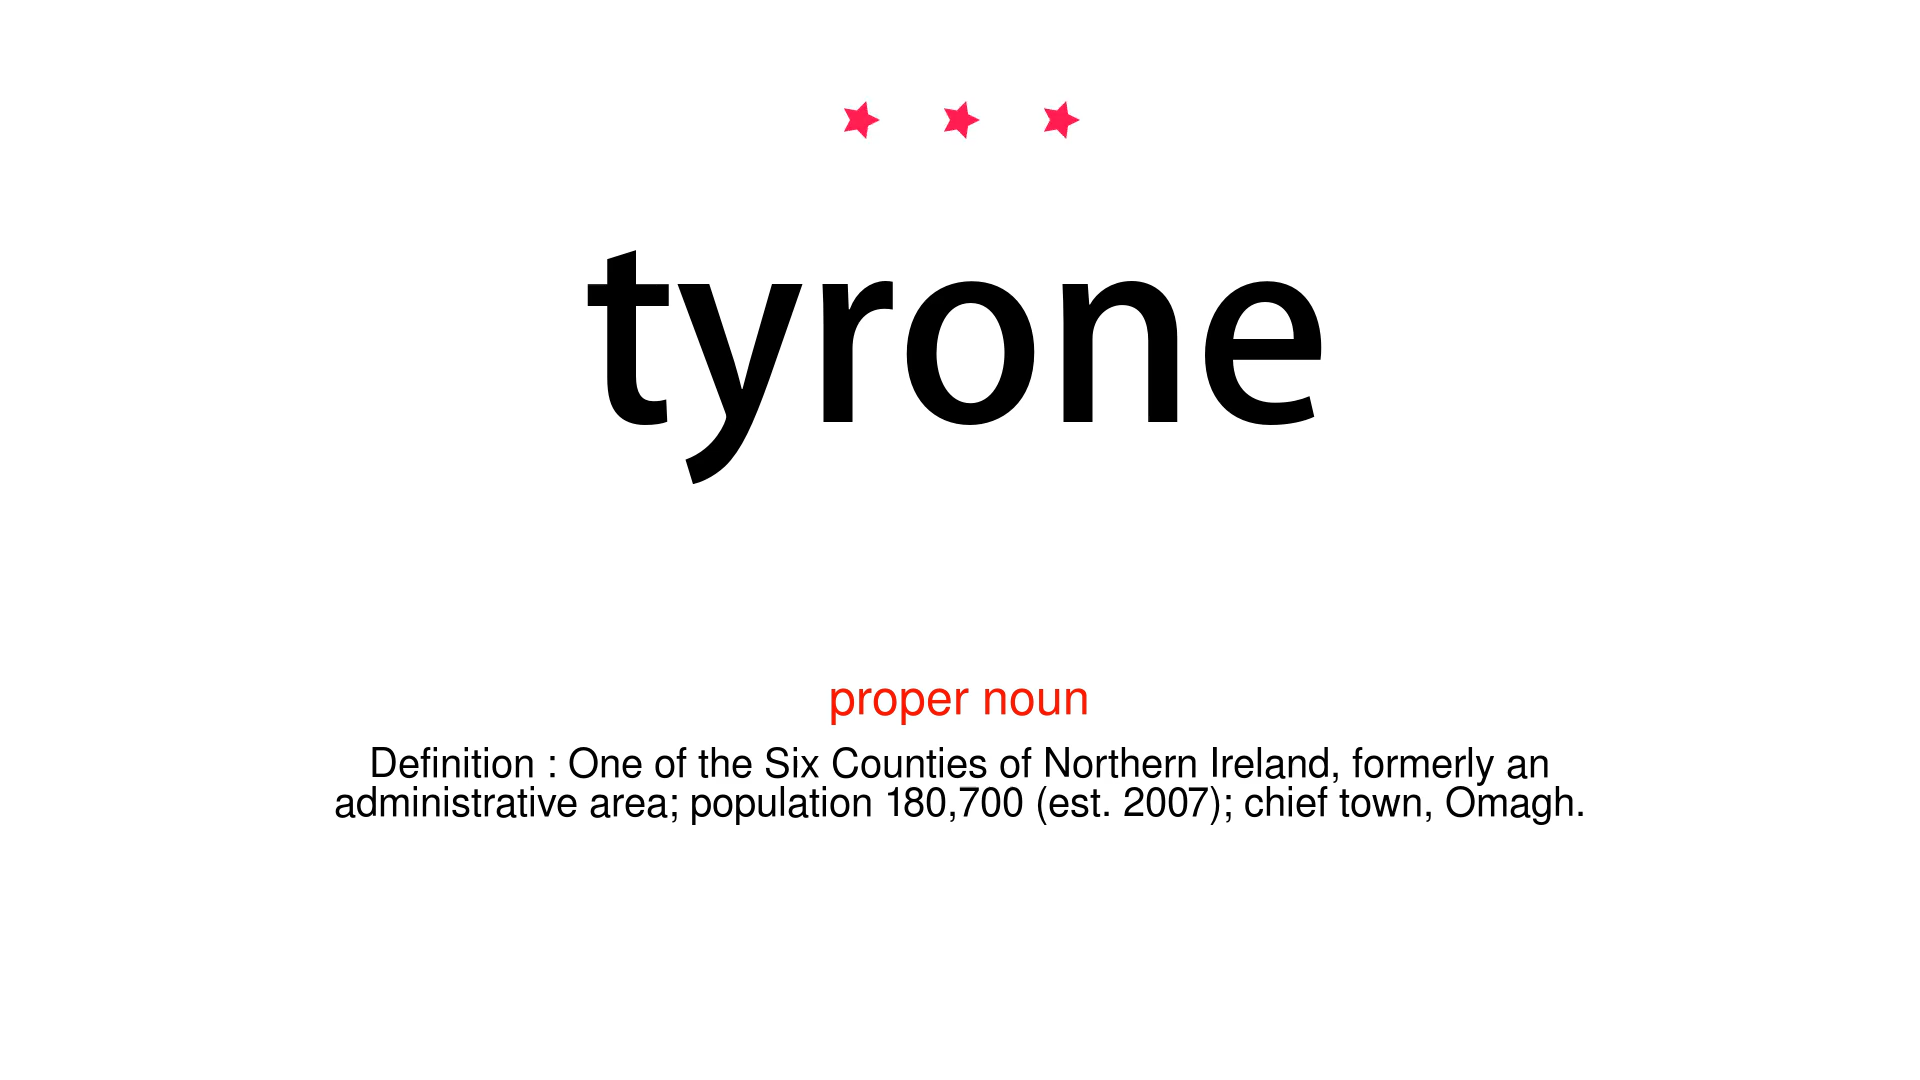 tyrone
proper noun
Definition : One of the Six Counties of Northern Ireland, formerly an
administrative area; population 180,700 (est. 2007); chief town, Omagh.